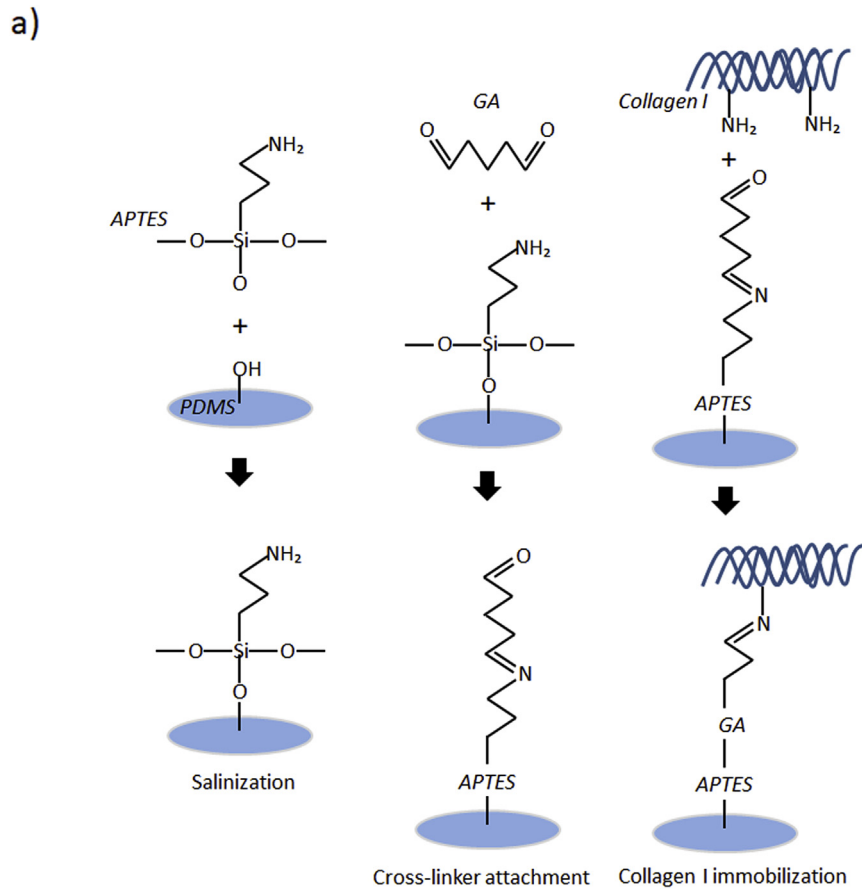 a)
NH₂
APTES
O
Si
O
O
+
OH
PDMS
NH₂
O
Si
O
O
Salinization
GA
O
O
+
NH₂
O
Si
O
O
O
N
APTES
Cross-linker attachment
Collagen I
NH₂
NH₂
+
O
N
APTES
N
GA
APTES
Collagen I immobilization